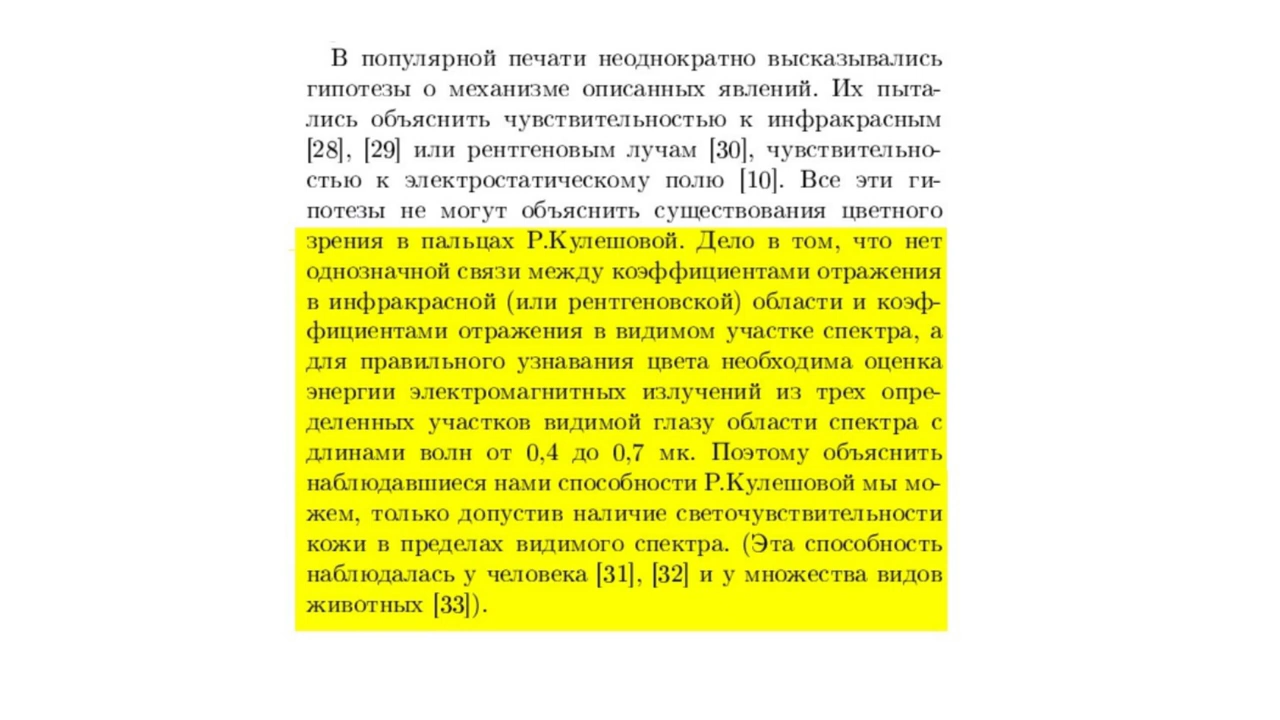 В популярной печати неоднократно высказывались
гипотезы о механизме описанных явлений. Их пыта-
лись объяснить чувствительностью к инфракрасным
[28], [29] или рентгеновым лучам [30], чувствительно-
стью к электростатическому полю [10]. Все эти ги-
потезы не могут объяснить существования цветного
зрения в пальцах Р.Кулешовой. Дело в том, что нет
однозначной связи между коэффициентами отражения
в инфракрасной (или рентгеновской) области и коэф-
фициентами отражения в видимом участке спектра, а
для правильного узнавания цвета необходима оценка
энергии электромагнитных излучений из трех опре-
деленных участков видимой глазу области спектра с
длинами волн от 0,4 до 0,7 мк. Поэтому объяснить
наблюдавшиеся нами способности Р.Кулешовой мы мо-
жем, только допустив наличие светочувствительности
кожи в пределах видимого спектра. (Эта способность
наблюдалась у человека [31], [32] и у множества видов
животных [33]).